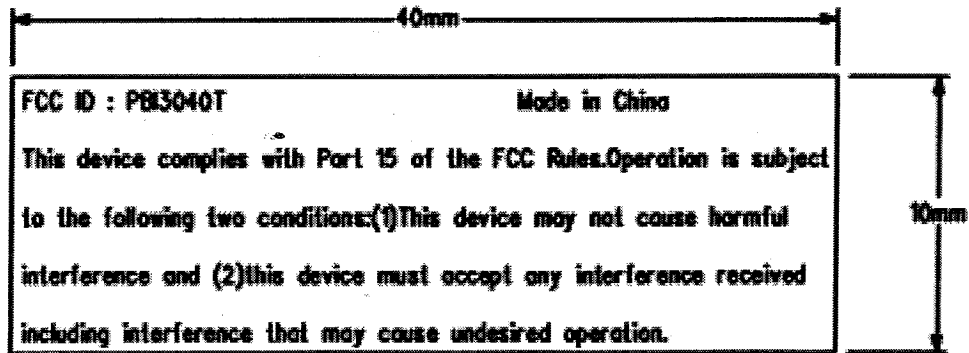 40mm
FCC ID : PBI3040T Made in China
This device complies with Part 15 of the FCC Rules.Operation is subject
to the following two conditions:(1)This device may not cause harmful
10mm
interference and (2)this device must accept any interference received
including interference that may cause undesired operation.